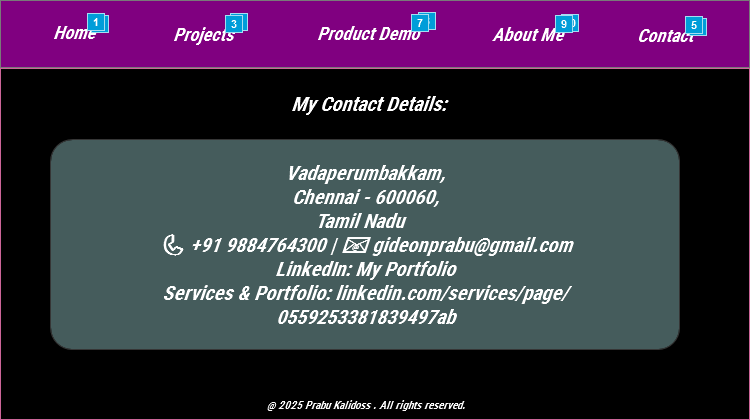 Home 1
Projects 3
Product Demo 7
About Me 9
Contact 5
My Contact Details:
Vadaperumbakkam,
Chennai - 600060,
Tamil Nadu
+91 9884764300 | gideonprabu@gmail.com
LinkedIn: My Portfolio
Services & Portfolio: linkedin.com/services/page/
0559253381839497ab
@ 2025 Prabu Kalidoss . All rights reserved.